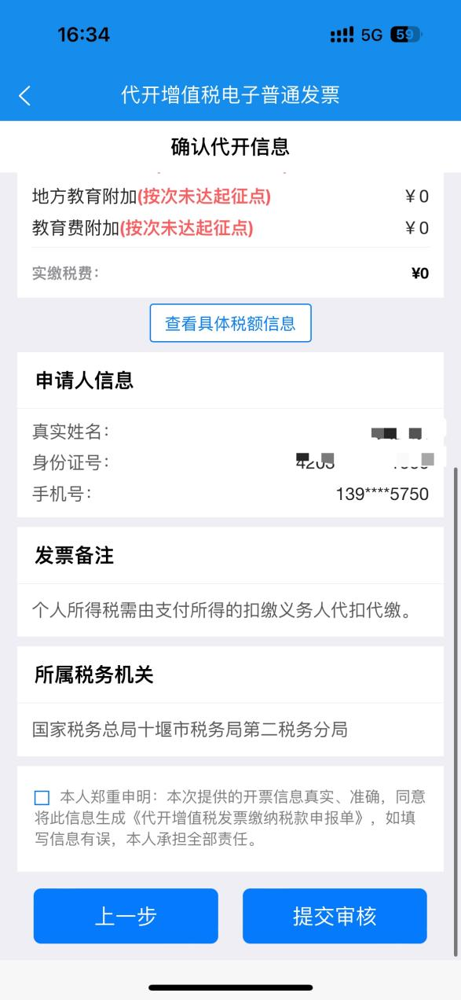 16:34
5G 59
代开增值税电子普通发票
确认代开信息
地方教育附加(按次未达起征点) ￥0
教育费附加(按次未达起征点) ￥0
实缴税费： ¥0
查看具体税额信息
申请人信息
真实姓名：
身份证号：
手机号： 139****5750
发票备注
个人所得税需由支付所得的扣缴义务人代扣代缴。
所属税务机关
国家税务总局十堰市税务局第二税务分局
本人郑重申明：本次提供的开票信息真实、准确，同意
将此信息生成《代开增值税发票缴纳税款申报单》，如填
写信息有误，本人承担全部责任。
上一步 提交审核